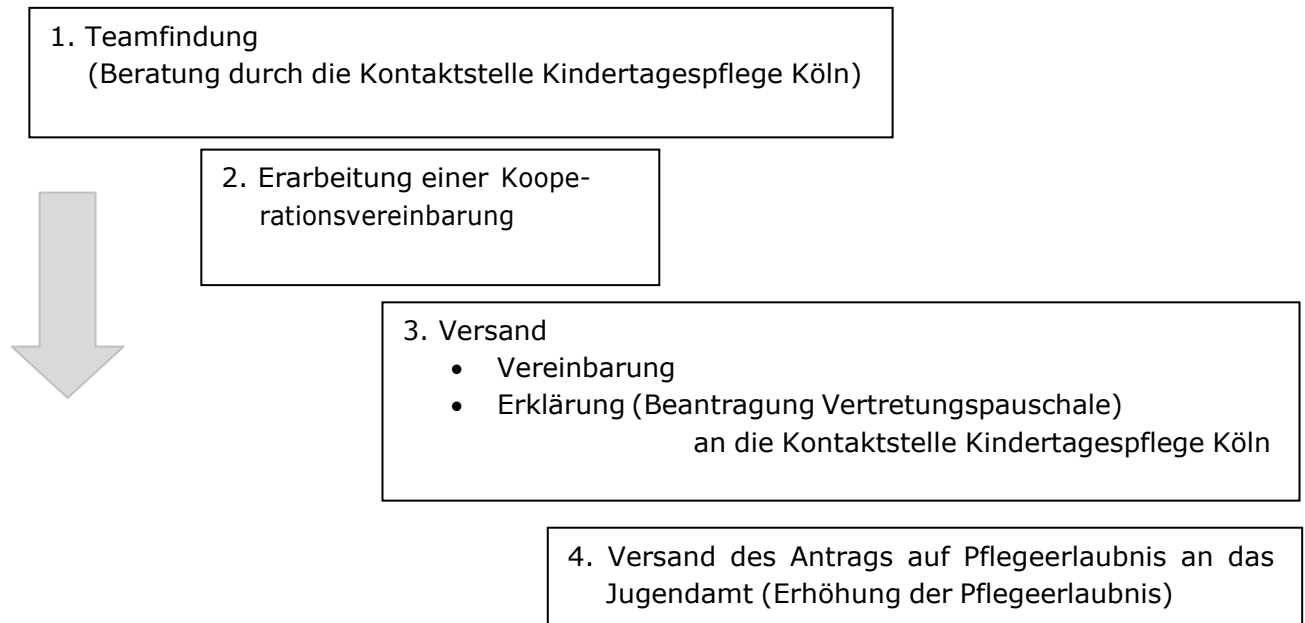 1. Teamfindung
(Beratung durch die Kontaktstelle Kindertagespflege Köln)
2. Erarbeitung einer Koope-
rationsvereinbarung
3. Versand
• Vereinbarung
• Erklärung (Beantragung Vertretungspauschale)
an die Kontaktstelle Kindertagespflege Köln
4. Versand des Antrags auf Pflegeerlaubnis an das
Jugendamt (Erhöhung der Pflegeerlaubnis)